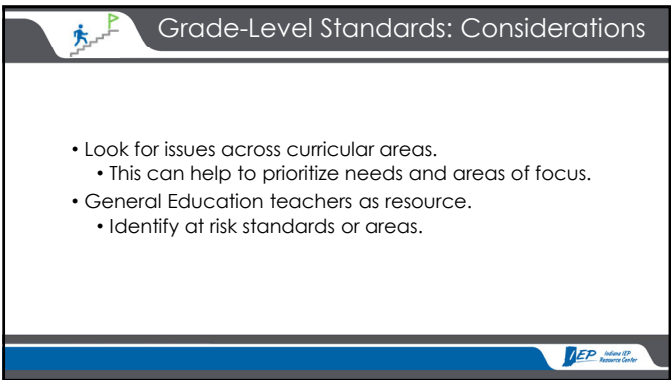 Grade-Level Standards: Considerations
• Look for issues across curricular areas.
• This can help to prioritize needs and areas of focus.
• General Education teachers as resource.
• Identify at risk standards or areas.
IEP Indiana IEP
Resource Center